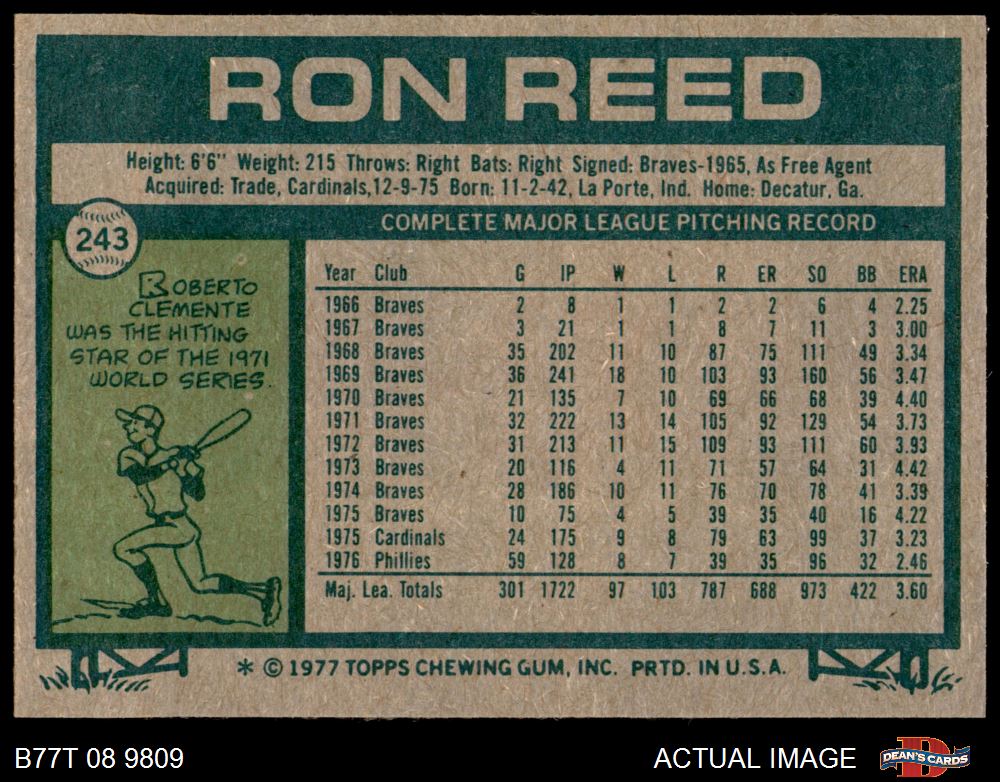 RON REED
Height: 6'6" Weight: 215 Throws: Right Bats: Right Signed: Braves-1965, As Free Agent
Acquired: Trade, Cardinals,12-9-75 Born: 11-2-42, La Porte, Ind. Home: Decatur, Ga.
COMPLETE MAJOR LEAGUE PITCHING RECORD
243
ROBERTO
CLEMENTE
WAS THE HITTING
STAR OF THE 1971
WORLD SERIES.
Year Club G IP W L R ER SO BB ERA
1966 Braves 2 8 1 1 2 2 6 4 2.25
1967 Braves 3 21 1 1 8 7 11 3 3.00
1968 Braves 35 202 11 10 87 75 111 49 3.34
1969 Braves 36 241 18 10 103 93 160 56 3.47
1970 Braves 21 135 7 10 69 66 68 39 4.40
1971 Braves 32 222 13 14 105 92 129 54 3.73
1972 Braves 31 213 11 15 109 93 111 60 3.93
1973 Braves 20 116 4 11 71 57 64 31 4.42
1974 Braves 28 186 10 11 76 70 78 41 3.39
1975 Braves 10 75 4 5 39 35 40 16 4.22
1975 Cardinals 24 175 9 8 79 63 99 37 3.23
1976 Phillies 59 128 8 7 39 35 96 32 2.46
Maj. Lea. Totals 301 1722 97 103 787 688 973 422 3.60
* © 1977 TOPPS CHEWING GUM, INC. PRTD. IN U.S.A.
B77T 08 9809
ACTUAL IMAGE
DEAN'S CARDS